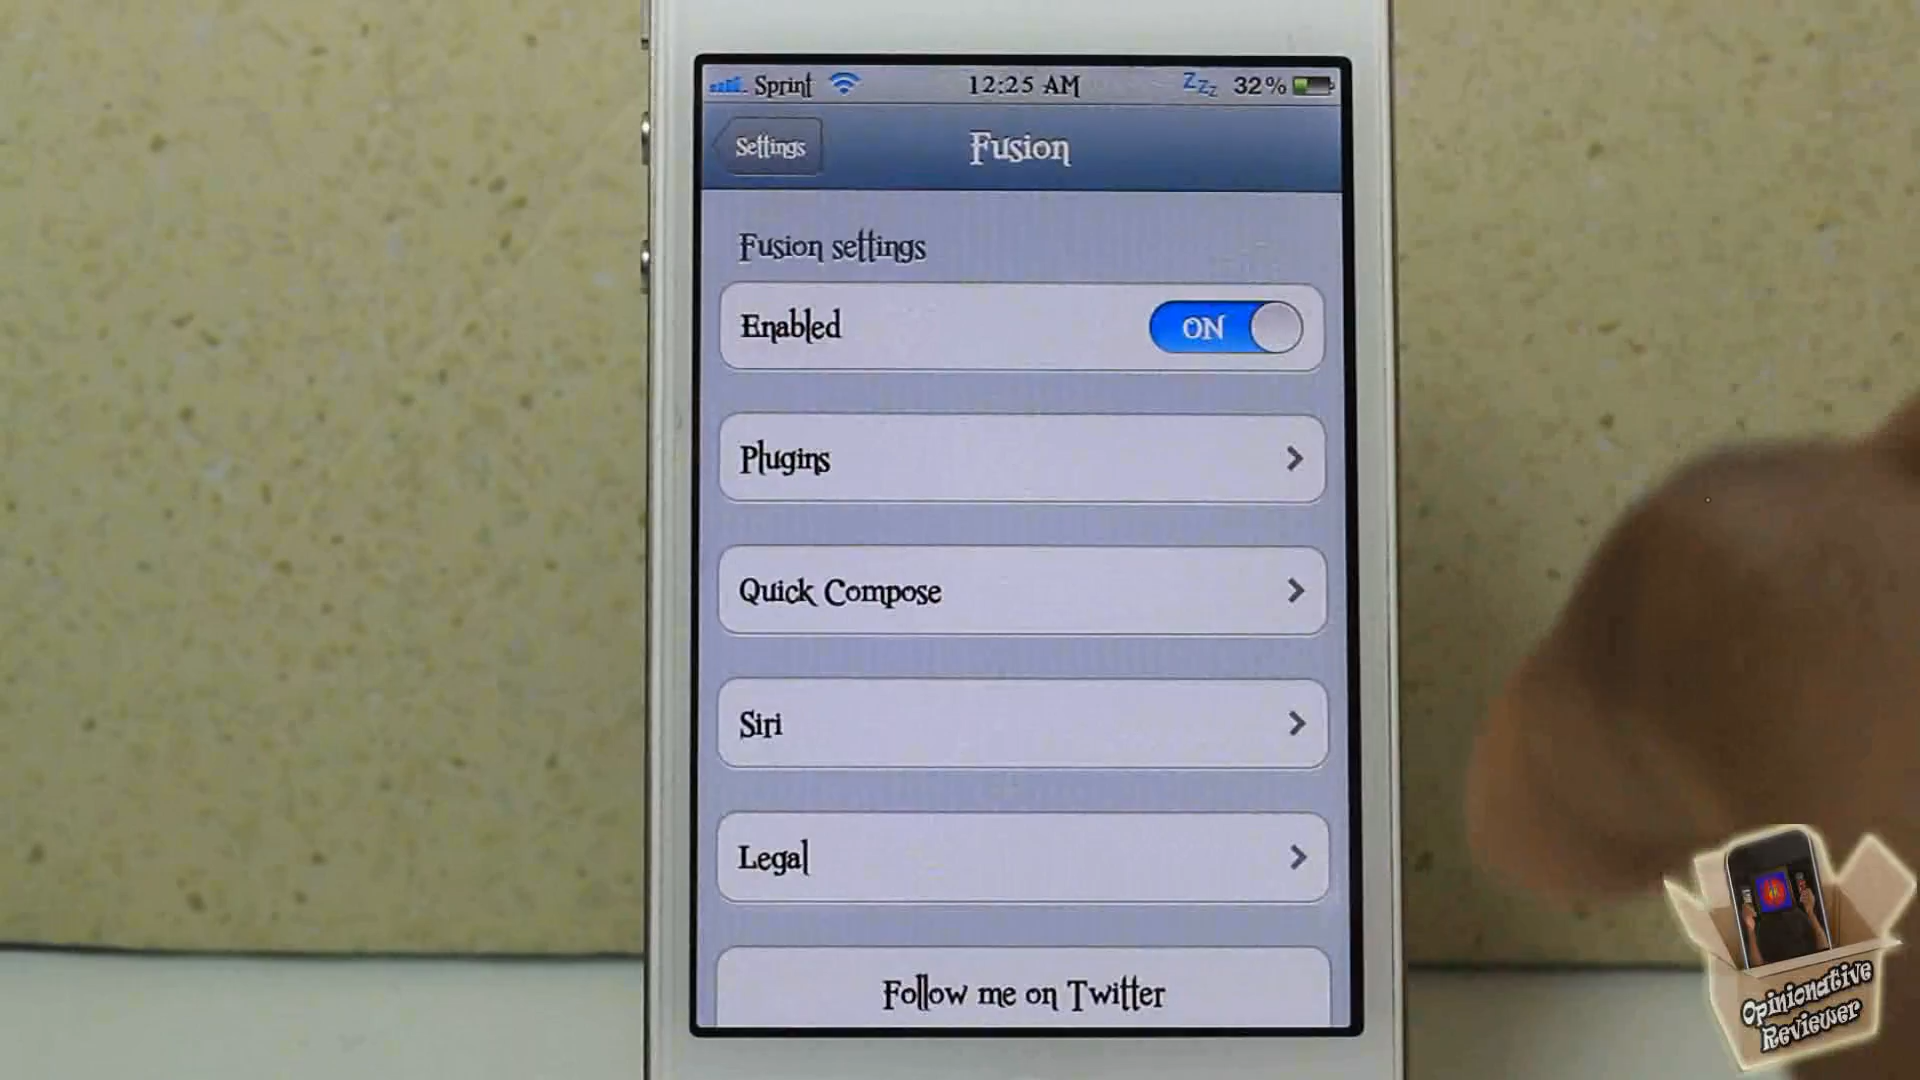 Sprint 12:25 AM Zzz 32%
Settings Fusion
Fusion settings
Enabled ON
Plugins
Quick Compose
Siri
Legal
Follow me on Twitter
Opinionative
Reviewer